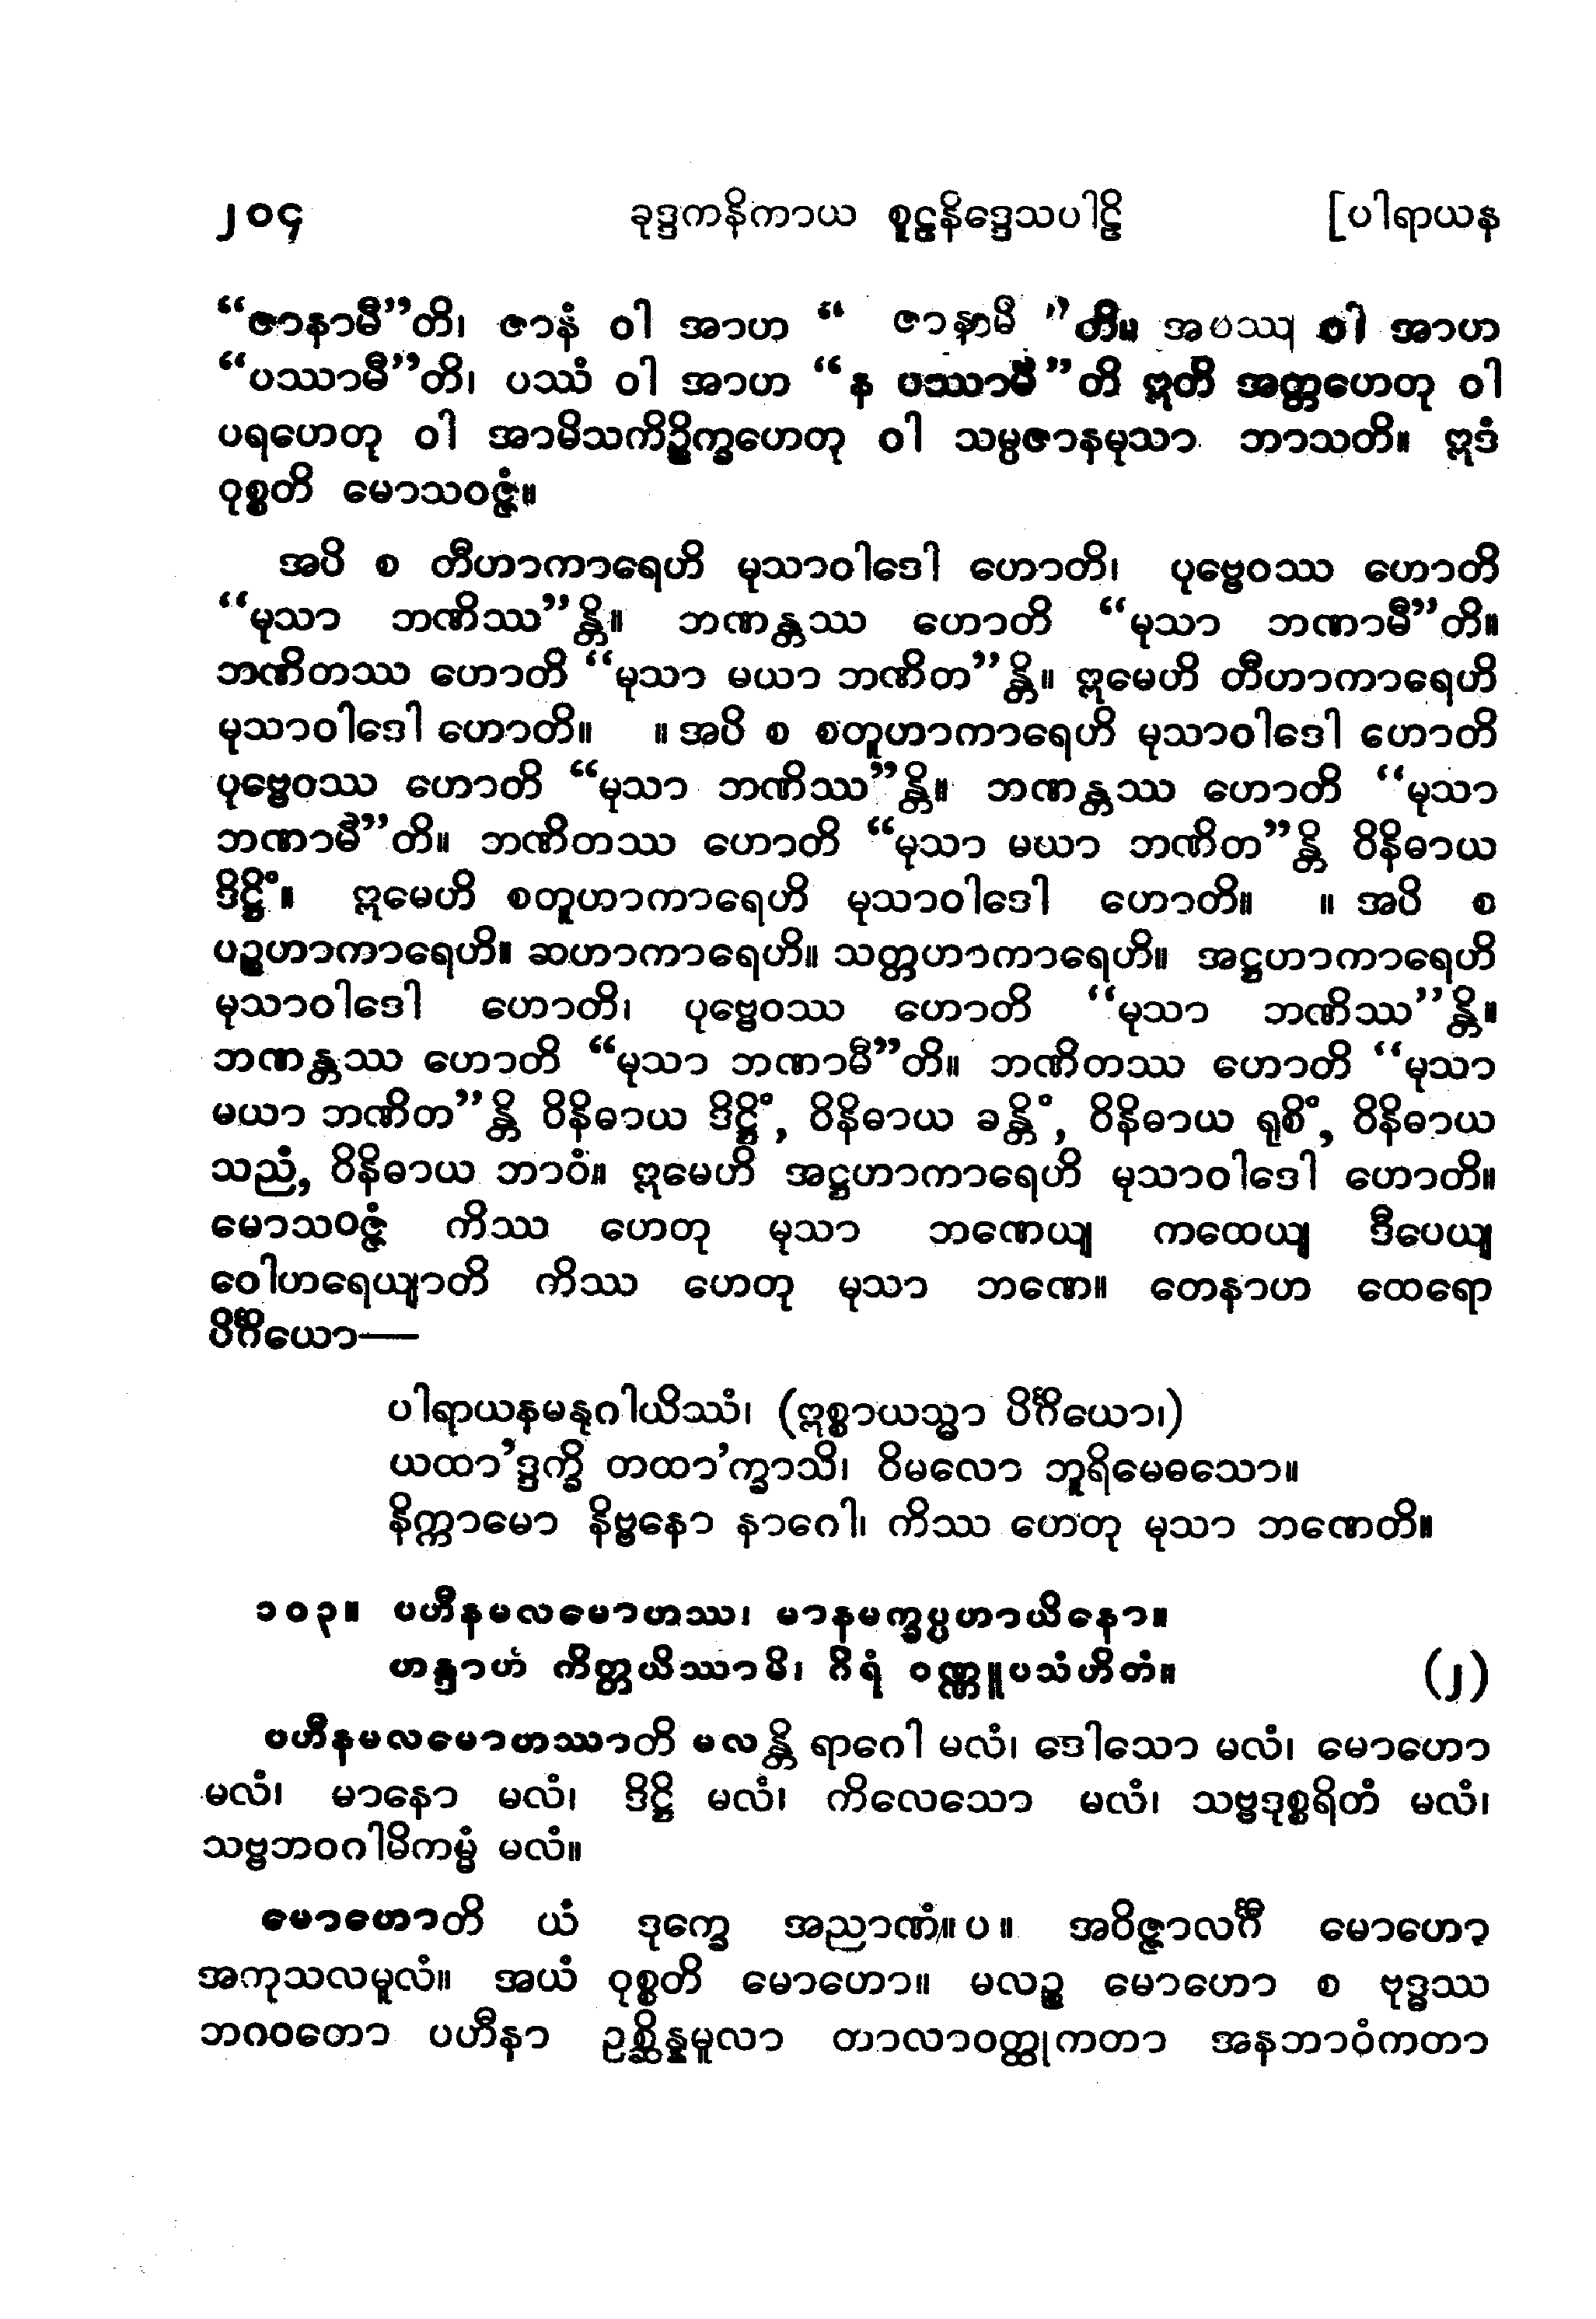 ၂၀၄ ခုဒ္ဒကနိကာယ စူဠနိဒ္ဒေသပါဠိ [ပါရာယန
“ဇာနာမီ”တိ၊ ဇာနံ ဝါ အာဟ “ ဇာနာမိ ”တိ။ အပဿ ဝါ အာဟ
“ပဿာမီ”တိ၊ ပဿံ ဝါ အာဟ “န ပဿာမီ”တိ ဣတိ အတ္တဟေတု ဝါ
ပရဟေတု ဝါ အာမိသကိဉ္စိက္ခဟေတု ဝါ သမ္ပဇာနမုသာ ဘာသတိ။ ဣဒံ
ဝုစ္စတိ မောသဝဇ္ဇံ။
အပိ စ တီဟာကာရေဟိ မုသာဝါဒေါ ဟောတိ၊ ပုဗ္ဗေဝဿ ဟောတိ
“မုသာ ဘဏိဿ”န္တိ။ ဘဏန္တဿ ဟောတိ “မုသာ ဘဏာမီ”တိ။
ဘဏိတဿ ဟောတိ “မုသာ မယာ ဘဏိတ”န္တိ။ ဣမေဟိ တီဟာကာရေဟိ
မုသာဝါဒေါ ဟောတိ။ ။ အပိ စ စတူဟာကာရေဟိ မုသာဝါဒေါ ဟောတိ
ပုဗ္ဗေဝဿ ဟောတိ “မုသာ ဘဏိဿ”န္တိ။ ဘဏန္တဿ ဟောတိ “မုသာ
ဘဏာမီ”တိ။ ဘဏိတဿ ဟောတိ “မုသာ မယာ ဘဏိတ”န္တိ ဝိနိဓာယ
ဒိဋ္ဌိံ။ ဣမေဟိ စတူဟာကာရေဟိ မုသာဝါဒေါ ဟောတိ။ ။ အပိ စ
ပဉ္စဟာကာရေဟိ။ ဆဟာကာရေဟိ။ သတ္တဟာကာရေဟိ။ အဋ္ဌဟာကာရေဟိ
မုသာဝါဒေါ ဟောတိ၊ ပုဗ္ဗေဝဿ ဟောတိ “မုသာ ဘဏိဿ”န္တိ။
ဘဏန္တဿ ဟောတိ “မုသာ ဘဏာမီ”တိ။ ဘဏိတဿ ဟောတိ “မုသာ
မယာ ဘဏိတ”န္တိ ဝိနိဓာယ ဒိဋ္ဌိံ, ဝိနိဓာယ ခန္တိံ, ဝိနိဓာယ ရုစိံ, ဝိနိဓာယ
သညံ, ဝိနိဓာယ ဘာဝံ။ ဣမေဟိ အဋ္ဌဟာကာရေဟိ မုသာဝါဒေါ ဟောတိ။
မောသဝဇ္ဇံ ကိဿ ဟေတု မုသာ ဘဏေယျ ကထေယျ ဒီပေယျ
ဝေါဟရေယျာတိ ကိဿ ဟေတု မုသာ ဘဏေ။ တေနာဟ ထေရော
ပိင်္ဂိယော—
ပါရာယနမနုဂါယိဿံ၊ (ဣစ္စာယသ္မာ ပိင်္ဂိယော၊)
ယထာ’ဒ္ဒက္ခိ တထာ’က္ခာသိ၊ ဝိမလော ဘူရိမေဓသော။
နိက္ကာမော နိဗ္ဗနော နာဂေါ၊ ကိဿ ဟေတု မုသာ ဘဏေတိ။
၁၀၃။ ပဟီနမလမောဟဿ၊ မာနမက္ခပ္ပဟာယိနော။
ဟန္ဒာဟံ ကိတ္တယိဿာမိ၊ ဂိရံ ဝဏ္ဏူပသံဟိတံ။ (၂)
ပဟီနမလမောဟဿာတိ မလန္တိ ရာဂေါ မလံ၊ ဒေါသော မလံ၊ မောဟော
မလံ၊ မာနော မလံ၊ ဒိဋ္ဌိ မလံ၊ ကိလေသော မလံ၊ သဗ္ဗဒုစ္စရိတံ မလံ၊
သဗ္ဗဘဝဂါမိကမ္မံ မလံ။
မောဟောတိ ယံ ဒုက္ခေ အညာဏံ။ပ။ အဝိဇ္ဇာလင်္ဂီ မောဟော
အကုသလမူလံ။ အယံ ဝုစ္စတိ မောဟော။ မလဉ္စ မောဟော စ ဗုဒ္ဓဿ
ဘဂဝတော ပဟီနာ ဥစ္ဆိန္နမူလာ တာလာဝတ္ထုကတာ အနဘာဝံကတာ